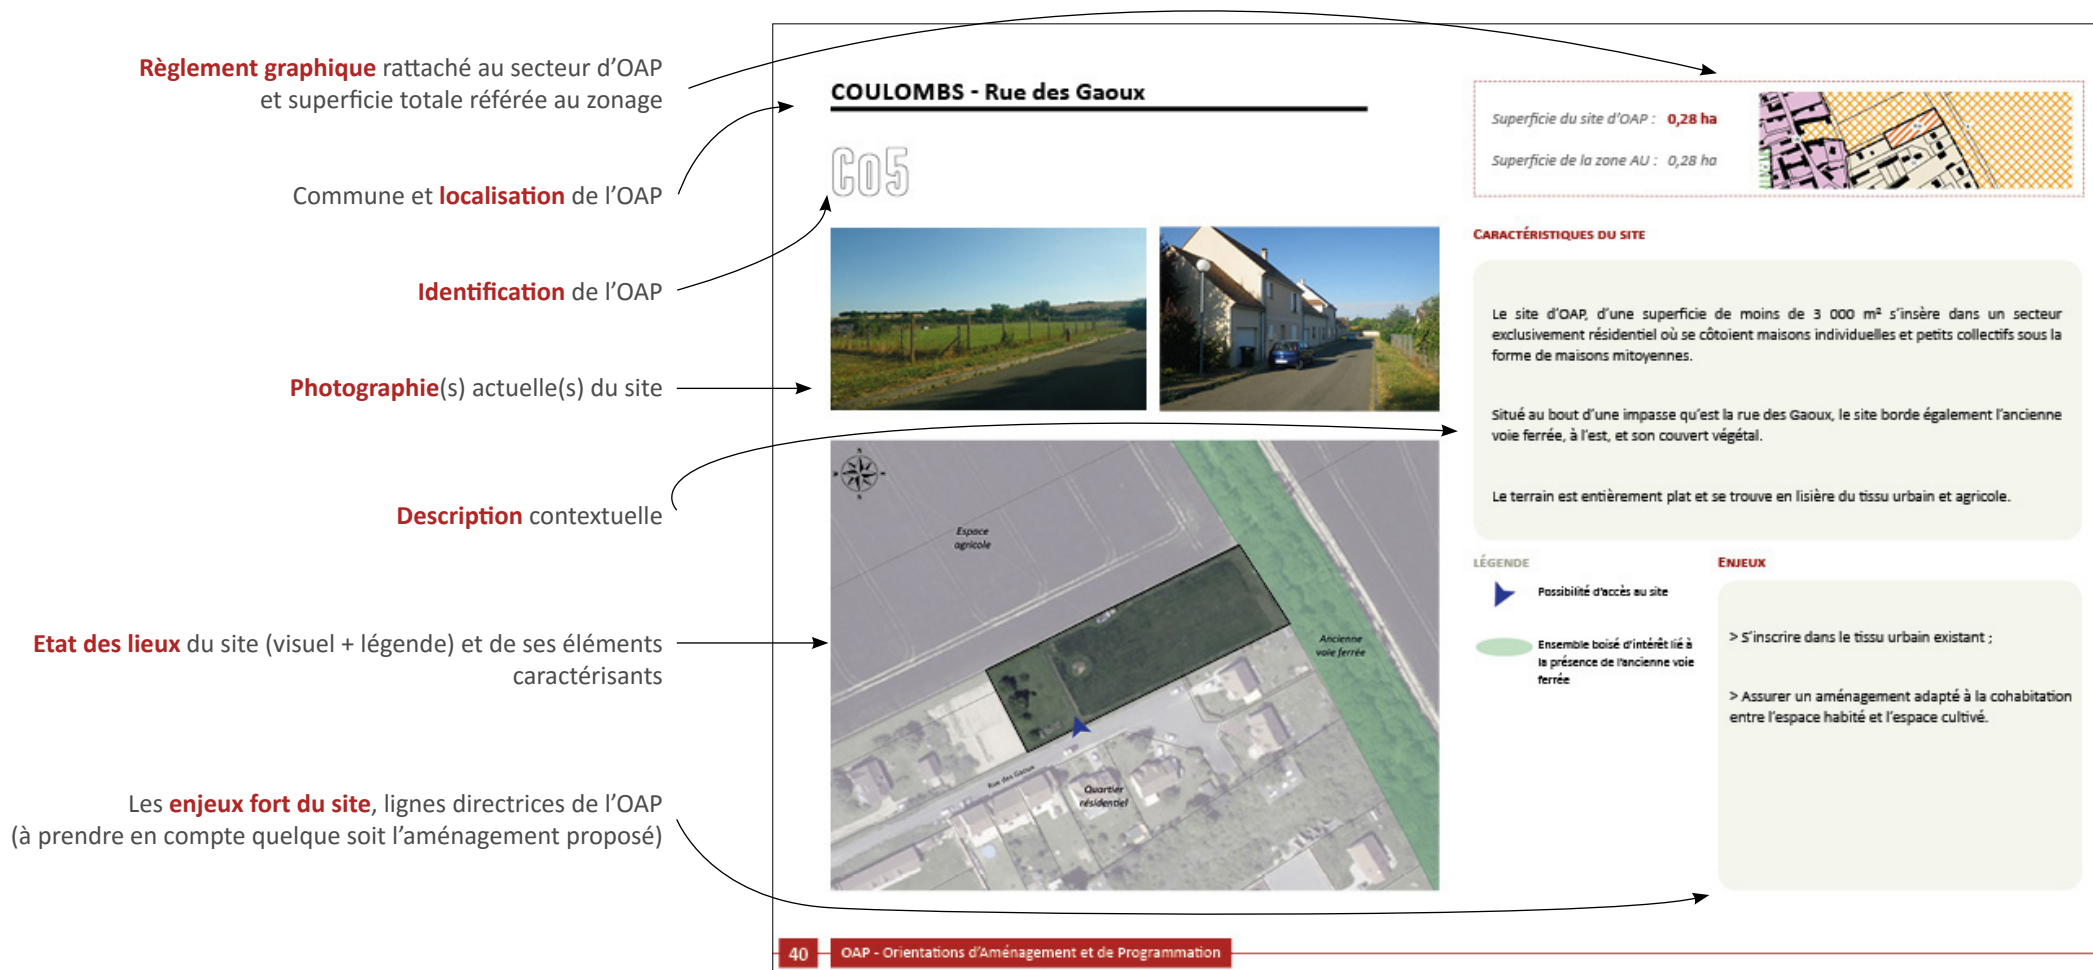 Règlement graphique rattaché au secteur d'OAP
et superficie totale référée au zonage
Commune et localisation de l'OAP
Identification de l'OAP
Photographie(s) actuelle(s) du site
Description contextuelle
Etat des lieux du site (visuel + légende) et de ses éléments
caractérisants
Les enjeux fort du site, lignes directrices de l'OAP
(à prendre en compte quelque soit l'aménagement proposé)
COULOMBS - Rue des Gaoux
Co5
Superficie du site d'OAP : 0,28 ha
Superficie de la zone AU : 0,28 ha
CARACTÉRISTIQUES DU SITE
Le site d'OAP, d'une superficie de moins de 3 000 m² s'insère dans un secteur
exclusivement résidentiel où se côtoient maisons individuelles et petits collectifs sous la
forme de maisons mitoyennes.
Situé au bout d'une impasse qu'est la rue des Gaoux, le site borde également l'ancienne
voie ferrée, à l'est, et son couvert végétal.
Le terrain est entièrement plat et se trouve en lisière du tissu urbain et agricole.
Espace
agricole
Ancienne
voie ferrée
Rue des Gaoux
Quartier
résidentiel
LÉGENDE
Possibilité d'accès au site
Ensemble boisé d'intérêt lié à
la présence de l'ancienne voie
ferrée
ENJEUX
> S'inscrire dans le tissu urbain existant ;
> Assurer un aménagement adapté à la cohabitation
entre l'espace habité et l'espace cultivé.
40
OAP - Orientations d'Aménagement et de Programmation